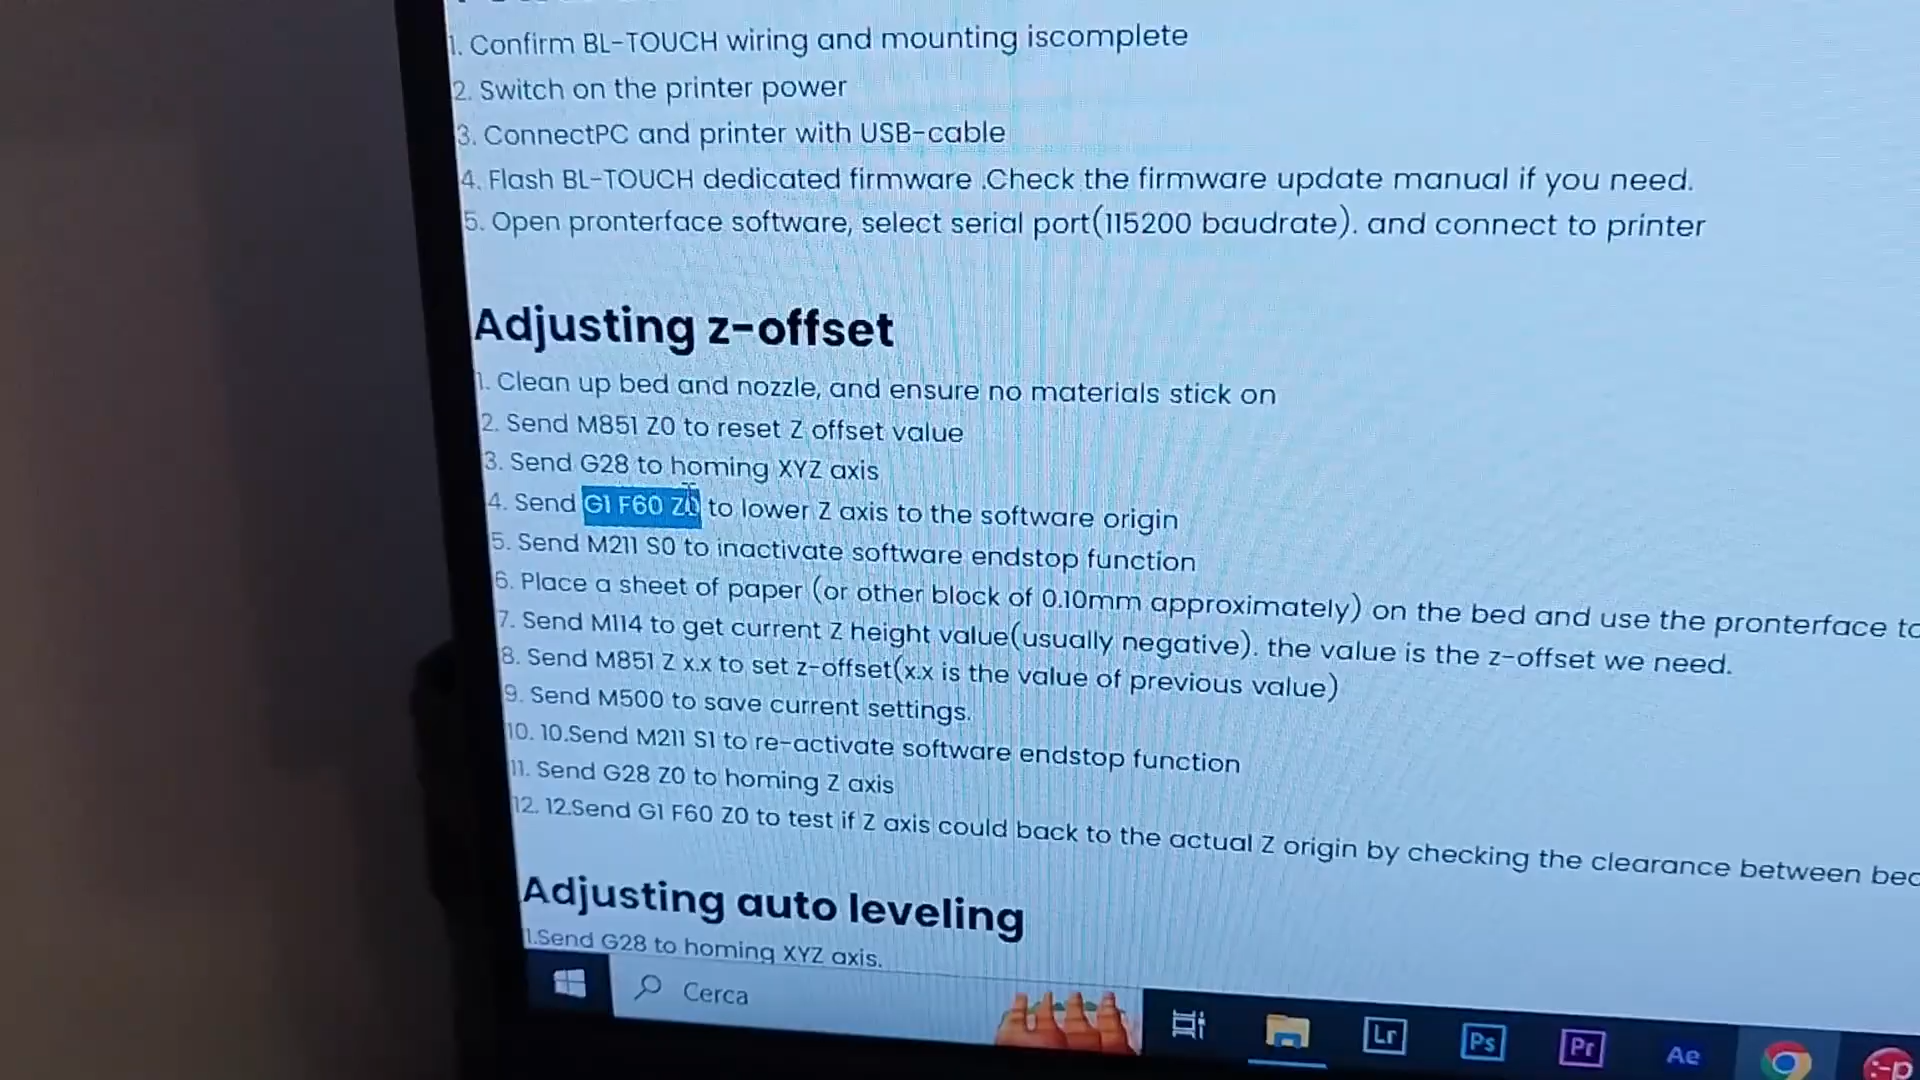 1. Confirm BL-TOUCH wiring and mounting iscomplete
2. Switch on the printer power
3. ConnectPC and printer with USB-cable
4. Flash BL-TOUCH dedicated firmware .Check the firmware update manual if you need.
5. Open pronterface software, select serial port(115200 baudrate). and connect to printer
Adjusting z-offset
1. Clean up bed and nozzle, and ensure no materials stick on
2. Send M851 Z0 to reset Z offset value
3. Send G28 to homing XYZ axis
4. Send G1 F60 Z0 to lower Z axis to the software origin
5. Send M211 S0 to inactivate software endstop function
6. Place a sheet of paper (or other block of 0.10mm approximately) on the bed and use the pronterface to
7. Send M114 to get current Z height value(usually negative). the value is the z-offset we need.
8. Send M851 Z x.x to set z-offset(x.x is the value of previous value)
9. Send M500 to save current settings.
10. 10.Send M211 S1 to re-activate software endstop function
11. Send G28 Z0 to homing Z axis
12. 12.Send G1 F60 Z0 to test if Z axis could back to the actual Z origin by checking the clearance between
Adjusting auto leveling
1.Send G28 to homing XYZ axis.
Cerca
Lr
Ps
Pr
Ae